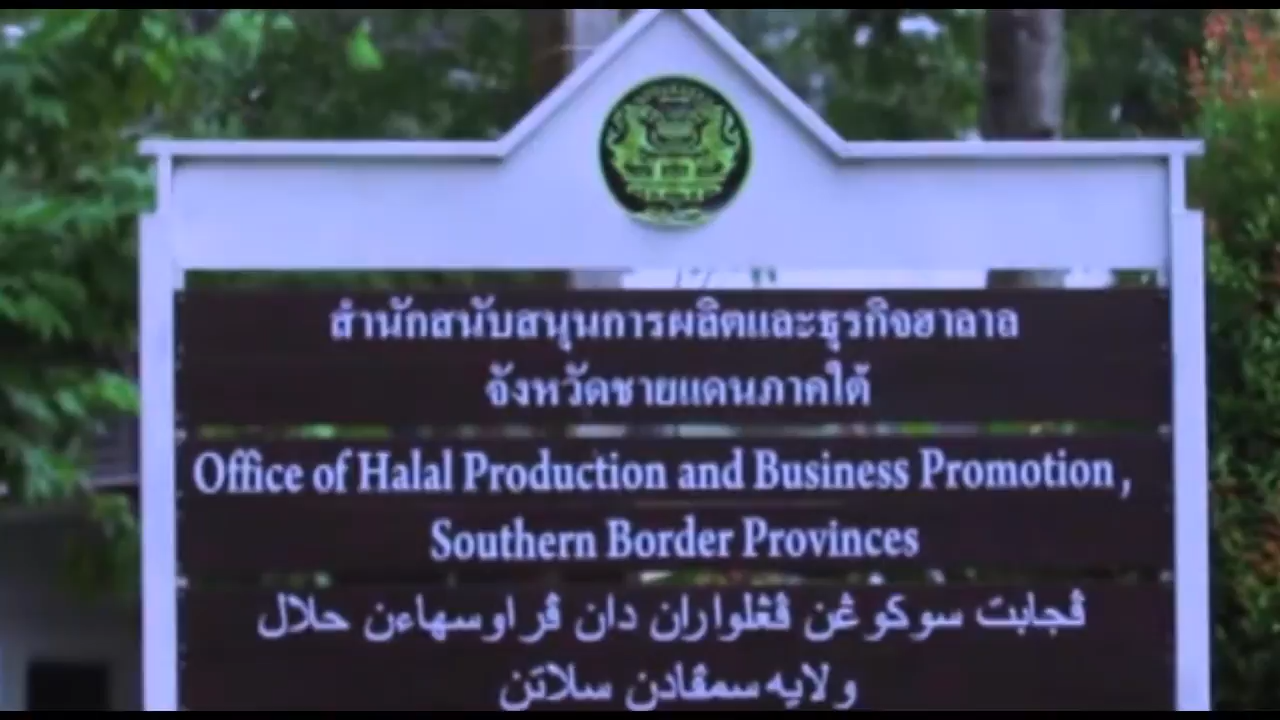 สำนักสนับสนุนการผลิตและธุรกิจฮาลาล
จังหวัดชายแดนภาคใต้
Office of Halal Production and Business Promotion,
Southern Border Provinces
ڤجابت سوكوڠن ڤڠلواران دان ڤراوسهاءن حلال
ولايه سمڤادن سلاتن